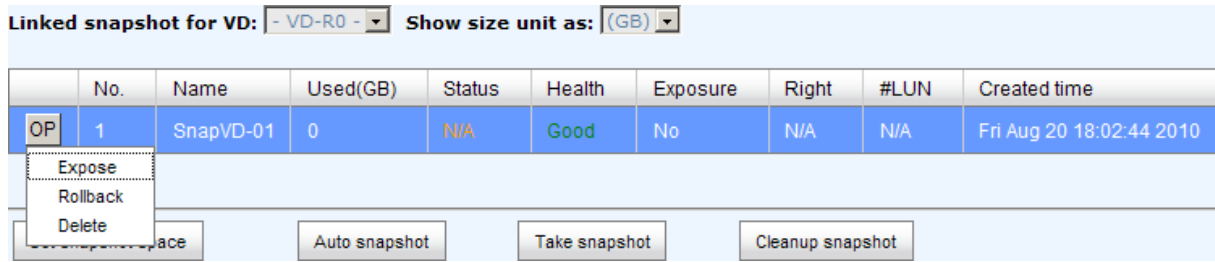 Linked snapshot for VD: - VD-R0 - Show size unit as: (GB)
No. Name Used(GB) Status Health Exposure Right #LUN Created time
OP 1 SnapVD-01 0 N/A Good No N/A N/A Fri Aug 20 18:02:44 2010
Expose
Rollback
Delete
Auto snapshot Take snapshot Cleanup snapshot